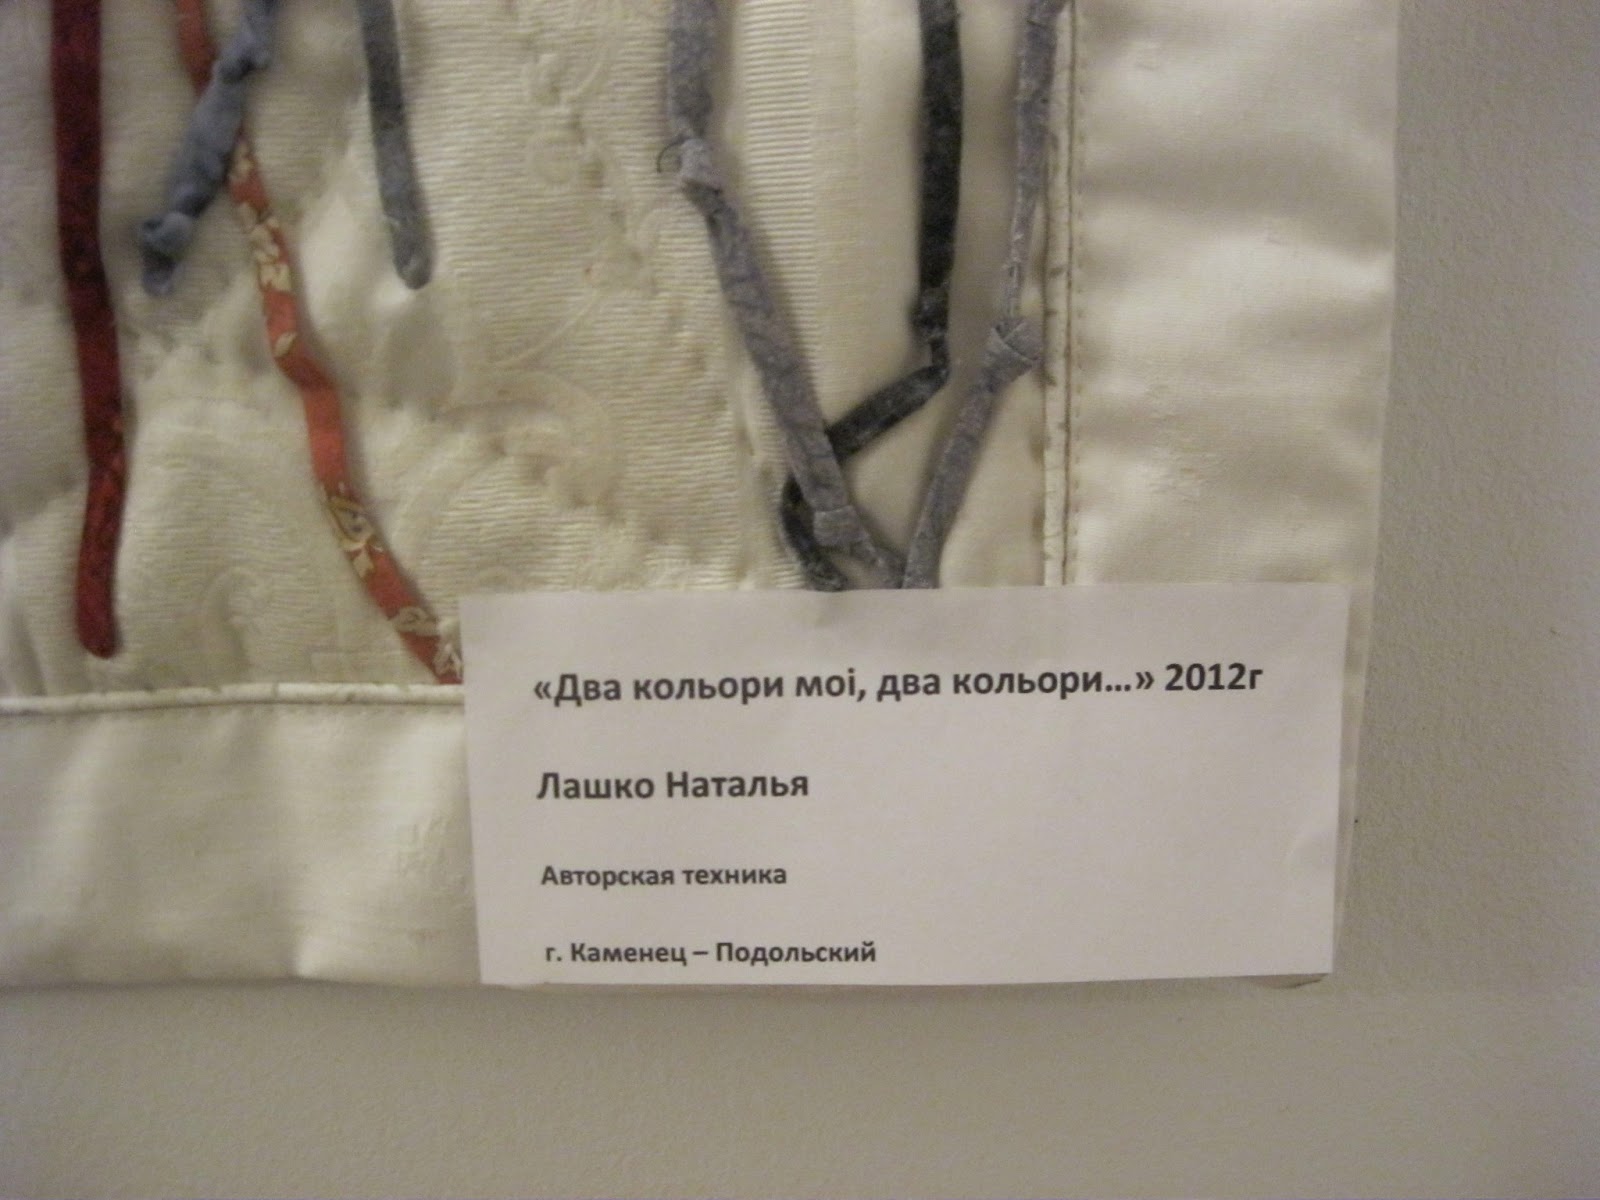 «Два кольори мої, два кольори...» 2012г
Лашко Наталья
Авторская техника
г. Каменец – Подольский